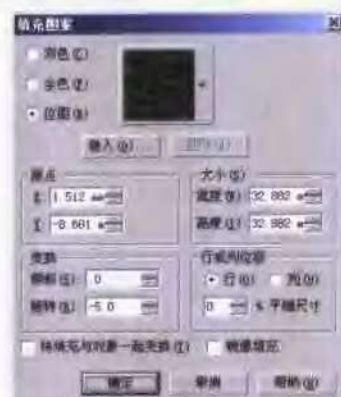 填充图案
双色(C)
全色(F)
位图(B)
装入(O)...
原点
大小(S)
X: 1.512
宽度(W) 32.882
Y: -8.601
高度(I) 32.882
变换
行或列位移
倾斜(S): 0
行(O) 列(N)
旋转(R): -5.0
0 % 平铺尺寸
将填充与对象一起变换(T) 镜像填充
确定 取消 帮助(H)